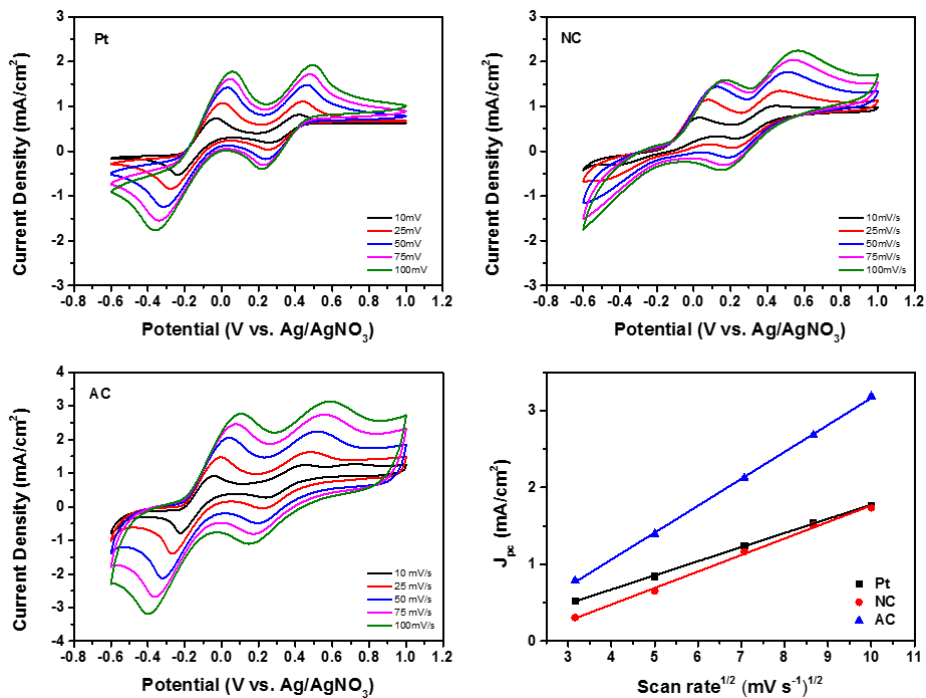 Pt
3
2
1
0
-1
-2
-3
Current Density (mA/cm²)
10mV
25mV
50mV
75mV
100mV
-0.8 -0.6 -0.4 -0.2 0.0 0.2 0.4 0.6 0.8 1.0 1.2
Potential (V vs. Ag/AgNO₃)
NC
3
2
1
0
-1
-2
-3
Current Density (mA/cm²)
10mV/s
25mV/s
50mV/s
75mV/s
100mV/s
-0.8 -0.6 -0.4 -0.2 0.0 0.2 0.4 0.6 0.8 1.0 1.2
Potential (V vs. Ag/AgNO₃)
AC
4
3
2
1
0
-1
-2
-3
-4
Current Density (mA/cm²)
10 mV/s
25 mV/s
50 mV/s
75 mV/s
100mV/s
-0.8 -0.6 -0.4 -0.2 0.0 0.2 0.4 0.6 0.8 1.0 1.2
Potential (V vs. Ag/AgNO₃)
3
2
1
0
Jpc (mA/cm²)
Pt
NC
AC
3 4 5 6 7 8 9 10 11
Scan rate¹/² (mV s⁻¹)¹/²